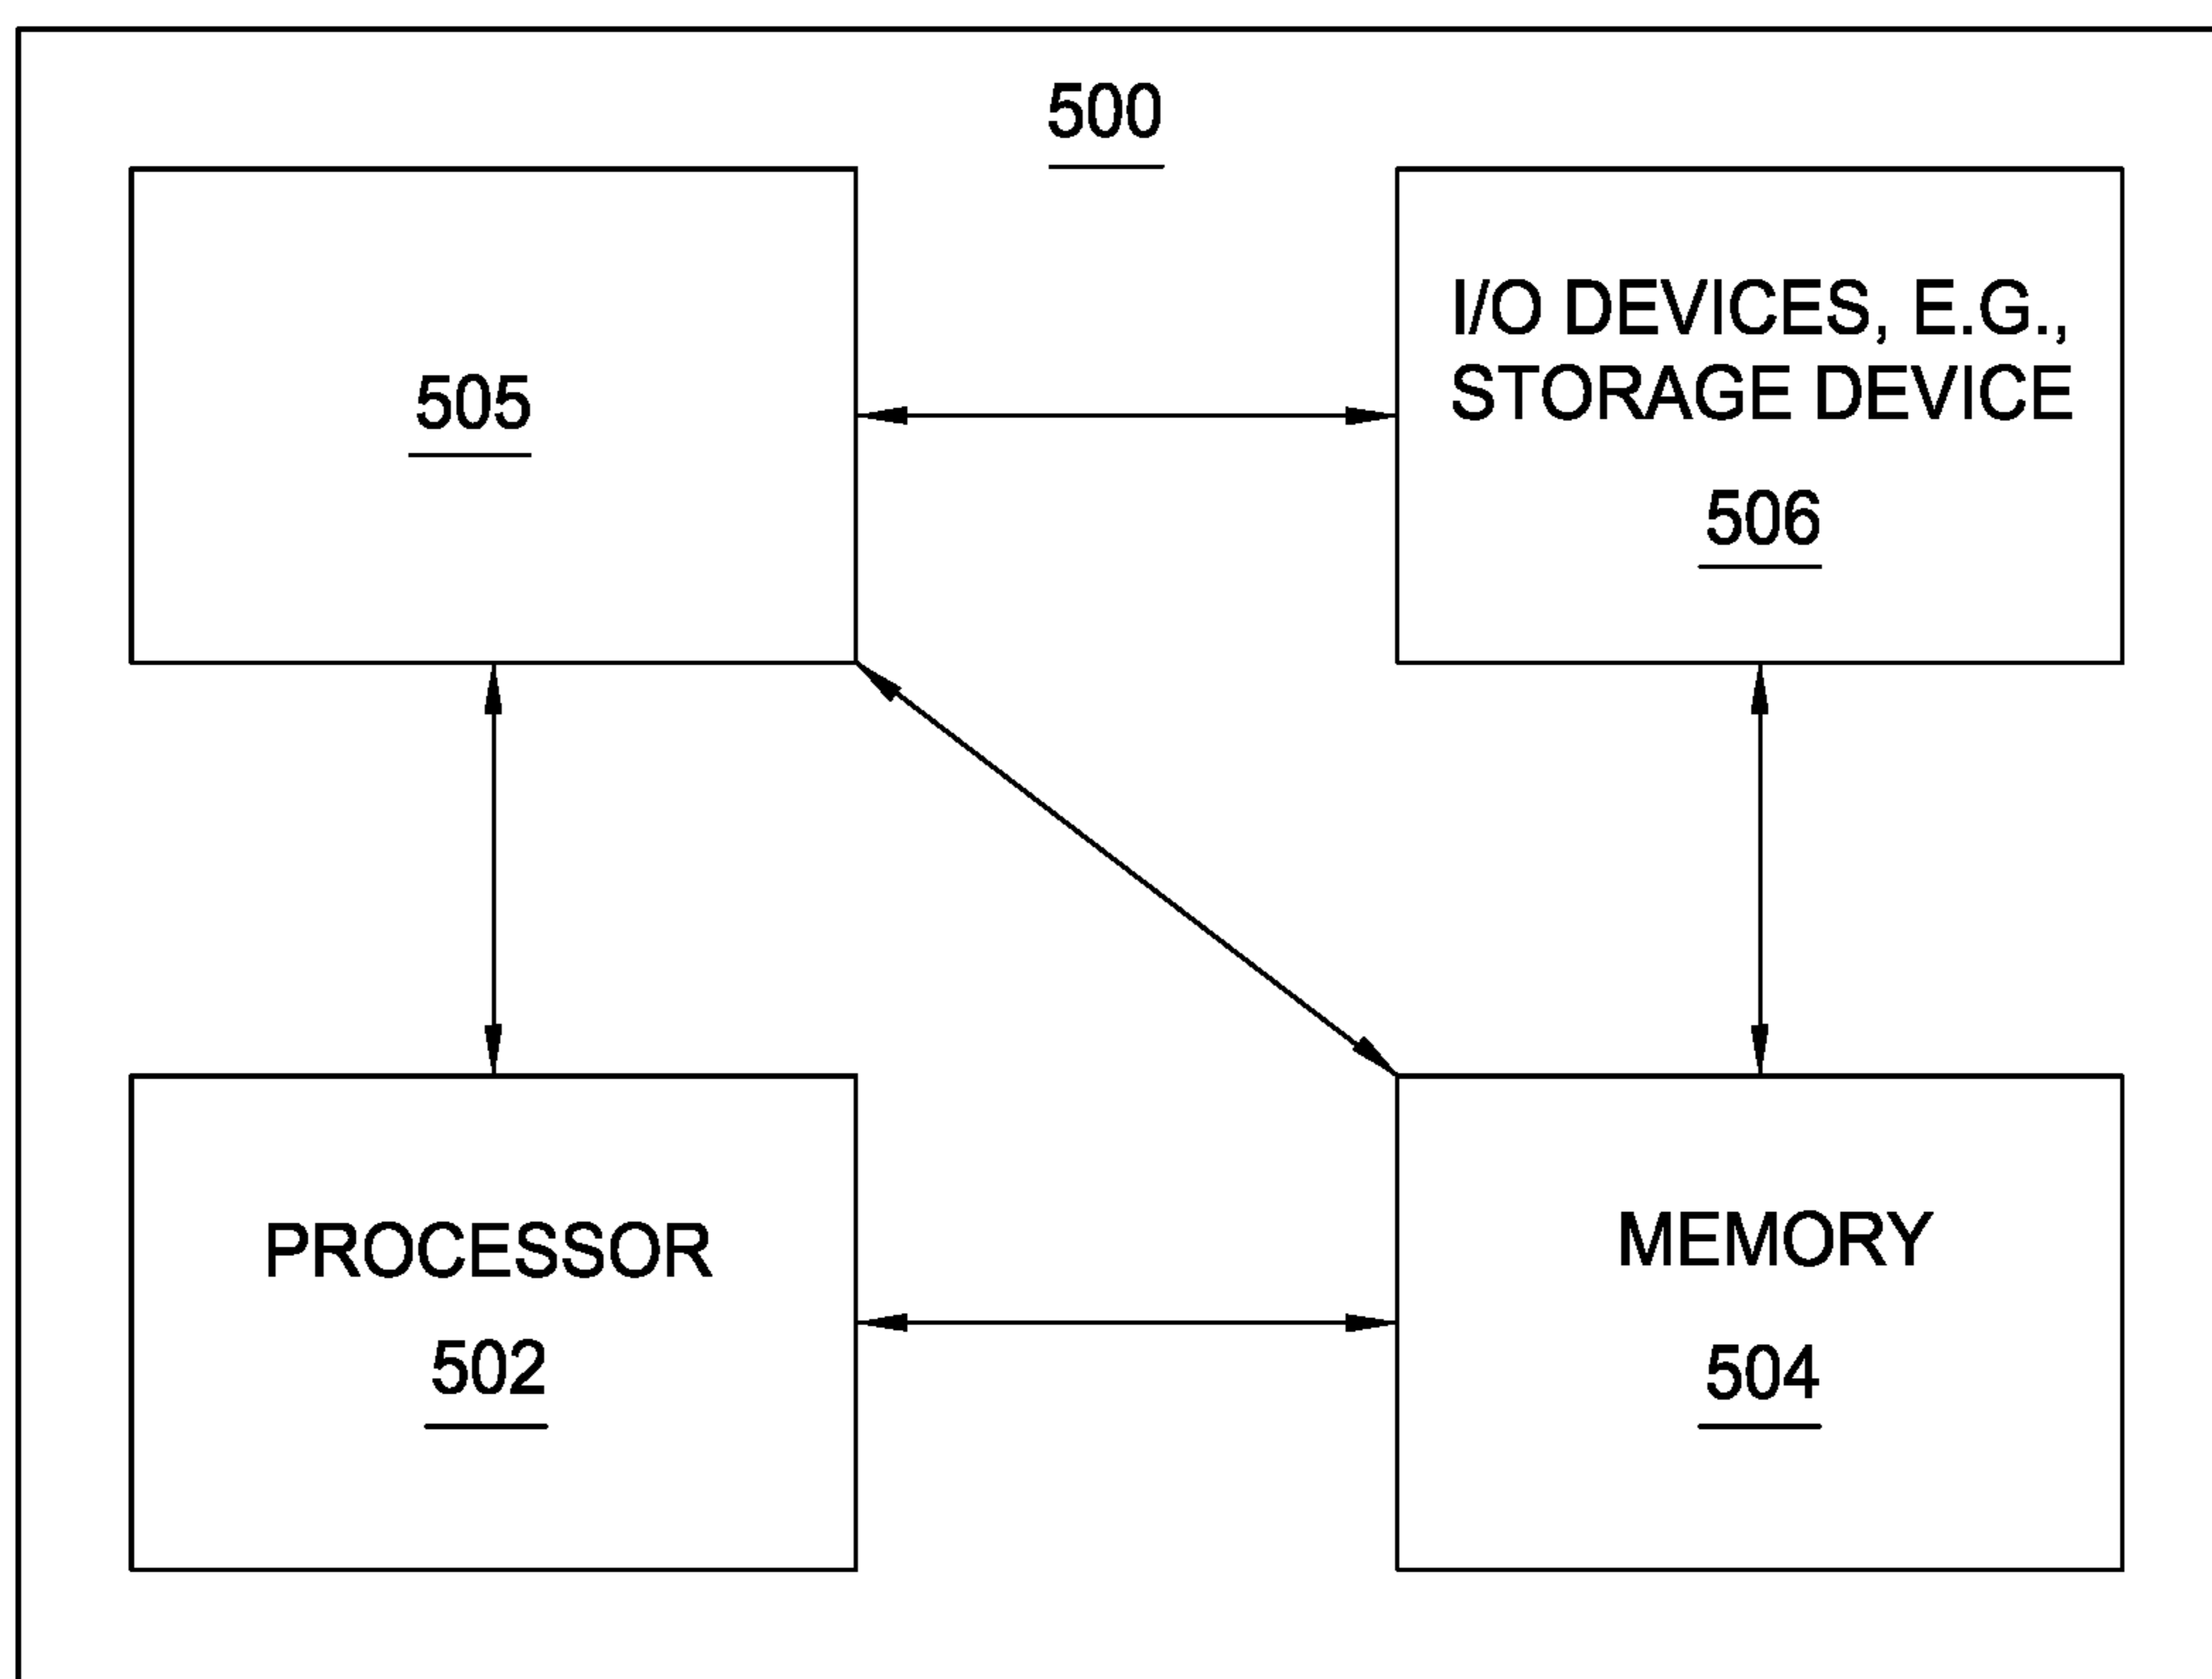 500
505
I/O DEVICES, E.G.,
STORAGE DEVICE
506
PROCESSOR
502
MEMORY
504